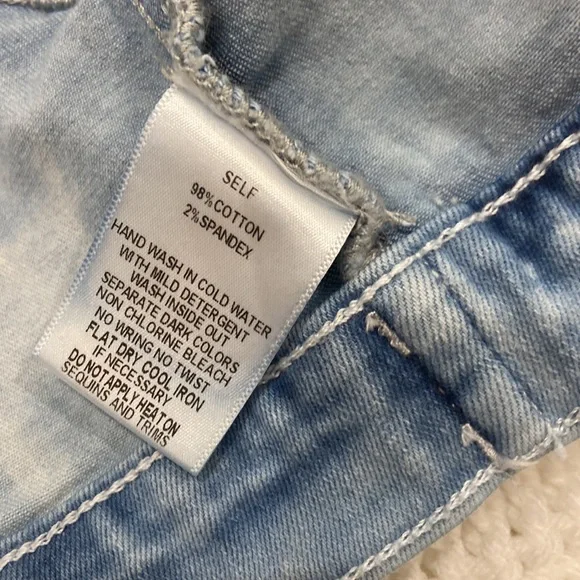 SELF
98% COTTON
2% SPANDEX
HAND WASH IN COLD WATER
WITH MILD DETERGENT
WASH INSIDE OUT
SEPARATE DARK COLORS
NON CHLORINE BLEACH
NO WRING NO TWIST
FLAT DRY COOL IRON
IF NECESSARY
DO NOT APPLY HEAT ON
SEQUINS AND TRIMS